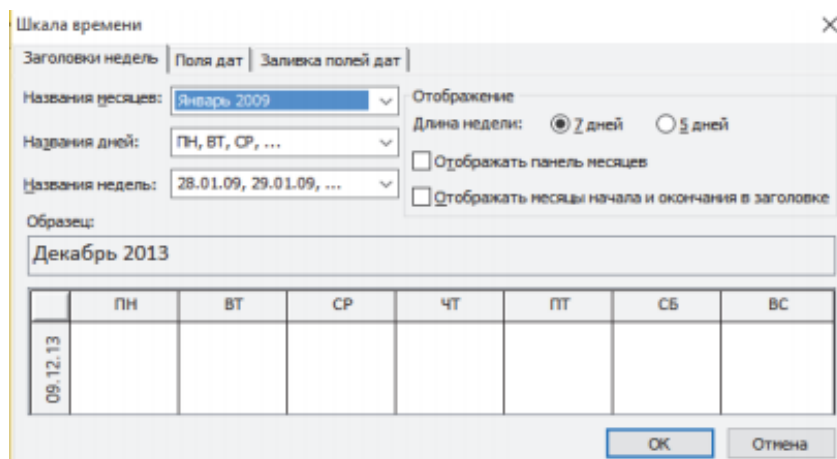 Шкала времени
Заголовки недель Поля дат Заливка полей дат
Названия месяцев: Январь 2009
Названия дней: ПН, ВТ, СР, ...
Названия недель: 28.01.09, 29.01.09, ...
Отображение
Длина недели: 7 дней 5 дней
Отображать панель месяцев
Отображать месяцы начала и окончания в заголовке
Образец:
Декабрь 2013
ПН ВТ СР ЧТ ПТ СБ ВС
09.12.13
ОК Отмена